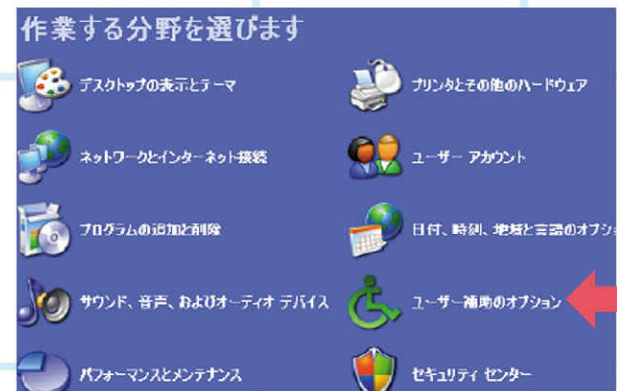 作業する分野を選びます
デスクトップの表示とテーマ
プリンタとその他のハードウェア
ネットワークとインターネット接続
ユーザー アカウント
プログラムの追加と削除
日付、時刻、地域と言語のオプショ
サウンド、音声、およびオーディオ デバイス
ユーザー補助のオプション
パフォーマンスとメンテナンス
セキュリティ センター